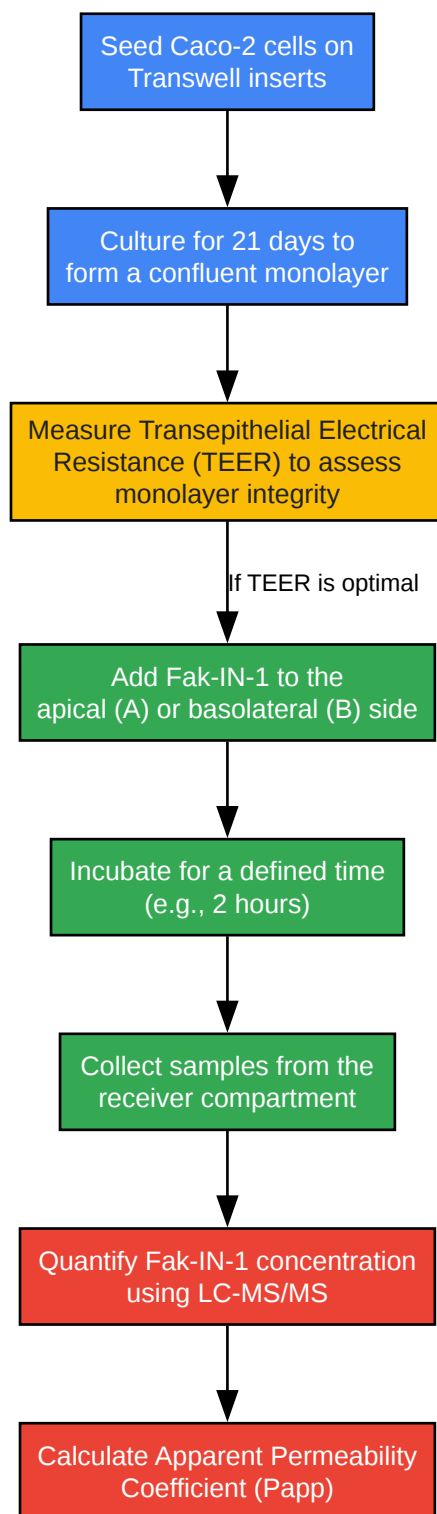 Seed Caco-2 cells on
Transwell inserts
Culture for 21 days to
form a confluent monolayer
Measure Transepithelial Electrical
Resistance (TEER) to assess
monolayer integrity
If TEER is optimal
Add Fak-IN-1 to the
apical (A) or basolateral (B) side
Incubate for a defined time
(e.g., 2 hours)
Collect samples from the
receiver compartment
Quantify Fak-IN-1 concentration
using LC-MS/MS
Calculate Apparent Permeability
Coefficient (Papp)